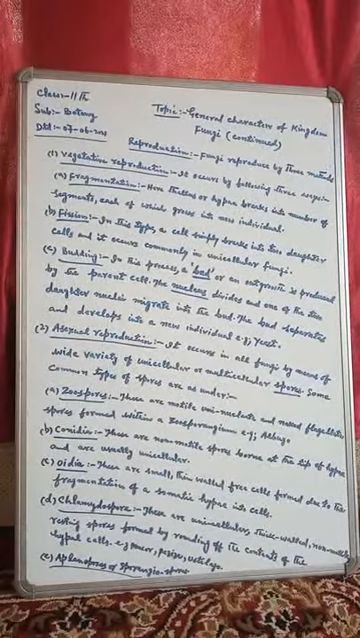 Class:- 11th
Sub:- Botany
Topic:- General characters of Kingdom
Fungi (continued)
Reproduction:- Fungi reproduce by three methods
(1) Vegetative reproduction:- It occurs by following three ways:-
(a) Fragmentation:- Here thallus or hypha breaks into number of
segments, each of which grows into new individual.
(b) Fission:- In this type, a cell simply breaks into two daughter
cells and it occurs commonly in unicellular fungi.
(c) Budding:- In this process, a 'bud' or an outgrowth is produced
by the parent cell. The nucleus divides and one of the two
daughter nuclei migrate into the bud. The bud separates
and develops into a new individual e.g; yeast.
(2) Asexual reproduction:- It occurs in all fungi by means of
wide variety of unicellular or multicellular spores. Some
common types of spores are as under:-
(a) Zoospores:- These are motile uni-nucleate and naked flagellate
spores formed within a Zoosporangium e.g; Albugo
(b) Conidia:- These are non-motile spores borne at the tip of hyphae
and are usually unicellular.
(c) Oidia:- These are small, thin walled free cells formed due to the
fragmentation of a somatic hypha into cells.
(d) Chlamydospore:- These are unicellular, thick-walled, non-motile
resting spores formed by rounding off the contents of the
hyphal cells. e.g mucor,
(e) Aplanospores or sporangio-spore